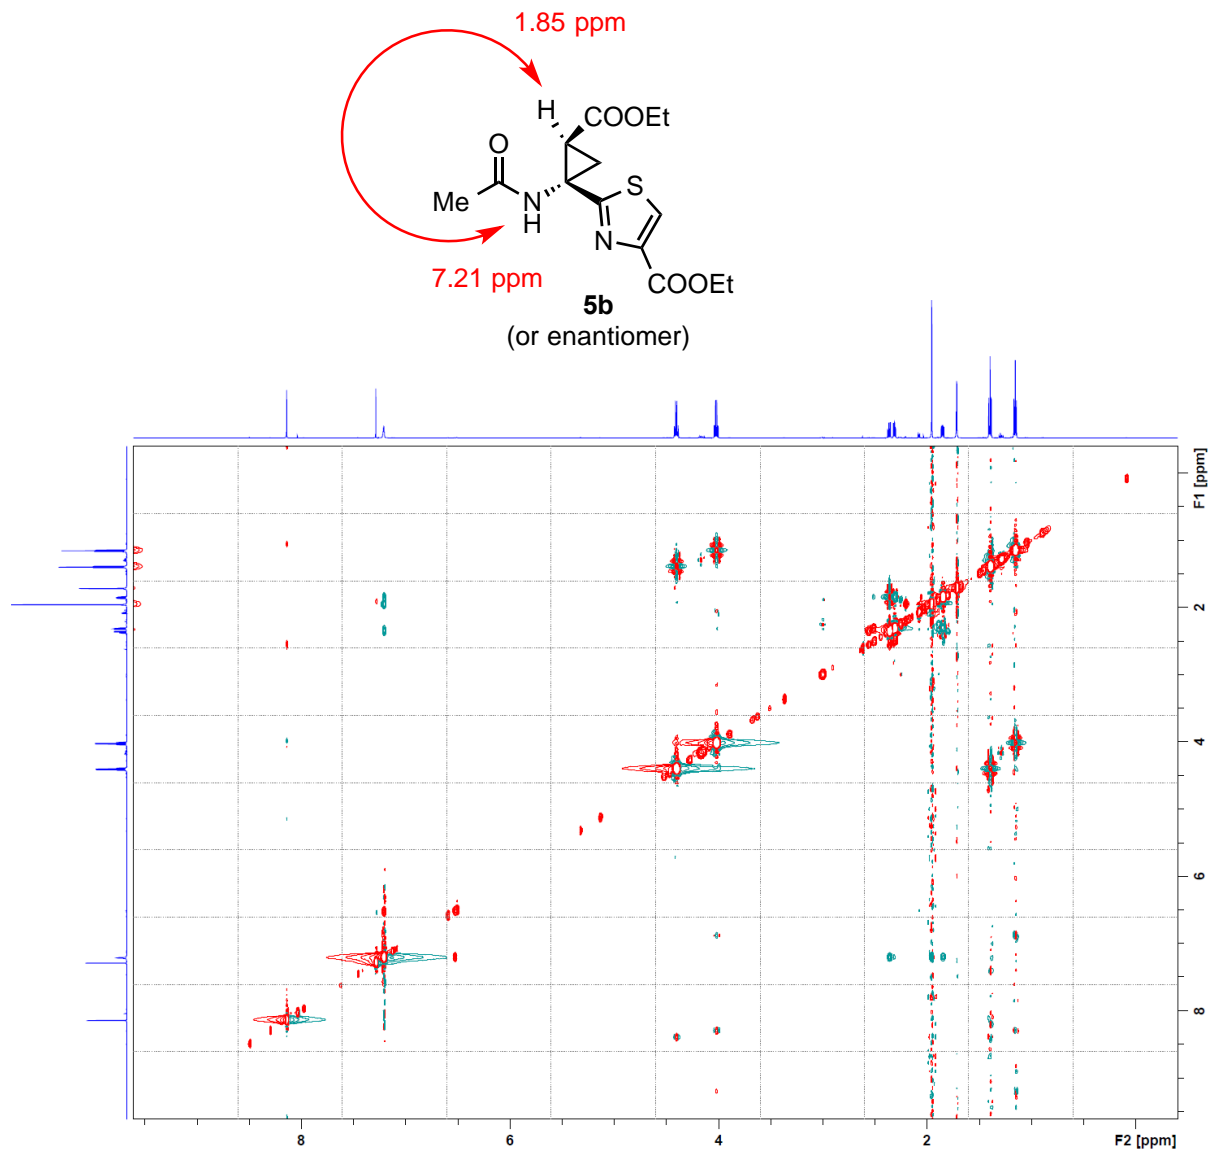 1.85 ppm
H
COOEt
O
S
Me
N
H
N
7.21 ppm
COOEt
5b
(or enantiomer)
F1 [ppm]
2
4
6
8
8
6
4
2
F2 [ppm]